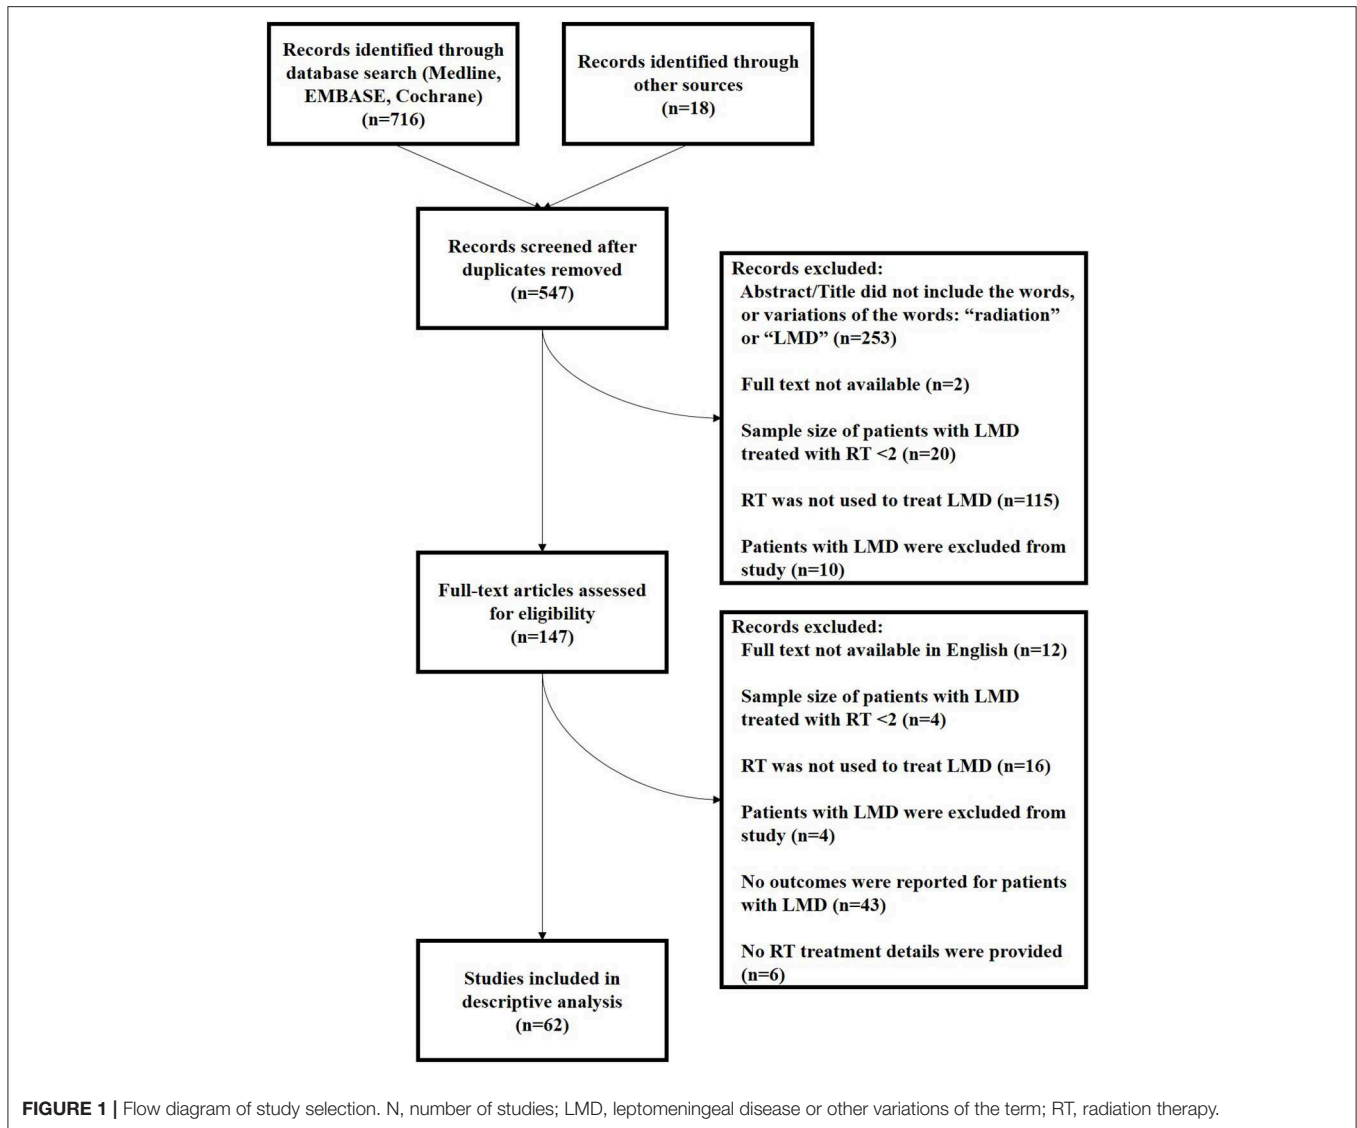 Records identified through
database search (Medline,
EMBASE, Cochrane)
(n=716)
Records identified through
other sources
(n=18)
Records screened after
duplicates removed
(n=547)
Records excluded:
Abstract/Title did not include the words,
or variations of the words: “radiation”
or “LMD” (n=253)
Full text not available (n=2)
Sample size of patients with LMD
treated with RT <2 (n=20)
RT was not used to treat LMD (n=115)
Patients with LMD were excluded from
study (n=10)
Full-text articles assessed
for eligibility
(n=147)
Records excluded:
Full text not available in English (n=12)
Sample size of patients with LMD
treated with RT <2 (n=4)
RT was not used to treat LMD (n=16)
Patients with LMD were excluded from
study (n=4)
No outcomes were reported for patients
with LMD (n=43)
No RT treatment details were provided
(n=6)
Studies included in
descriptive analysis
(n=62)
FIGURE 1 | Flow diagram of study selection. N, number of studies; LMD, leptomeningeal disease or other variations of the term; RT, radiation therapy.